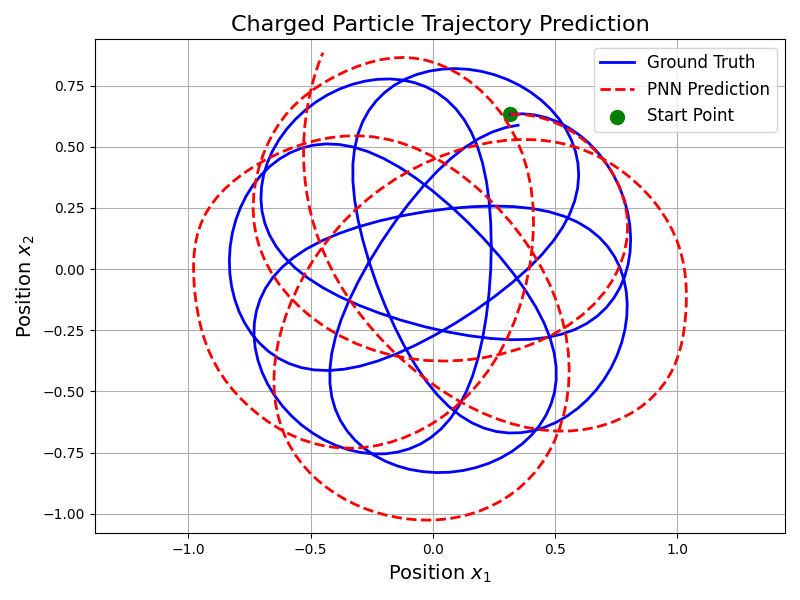 Charged Particle Trajectory Prediction
Ground Truth
PNN Prediction
Start Point
0.75
0.50
0.25
0.00
−0.25
−0.50
−0.75
−1.00
Position x₂
−1.0 −0.5 0.0 0.5 1.0
Position x₁